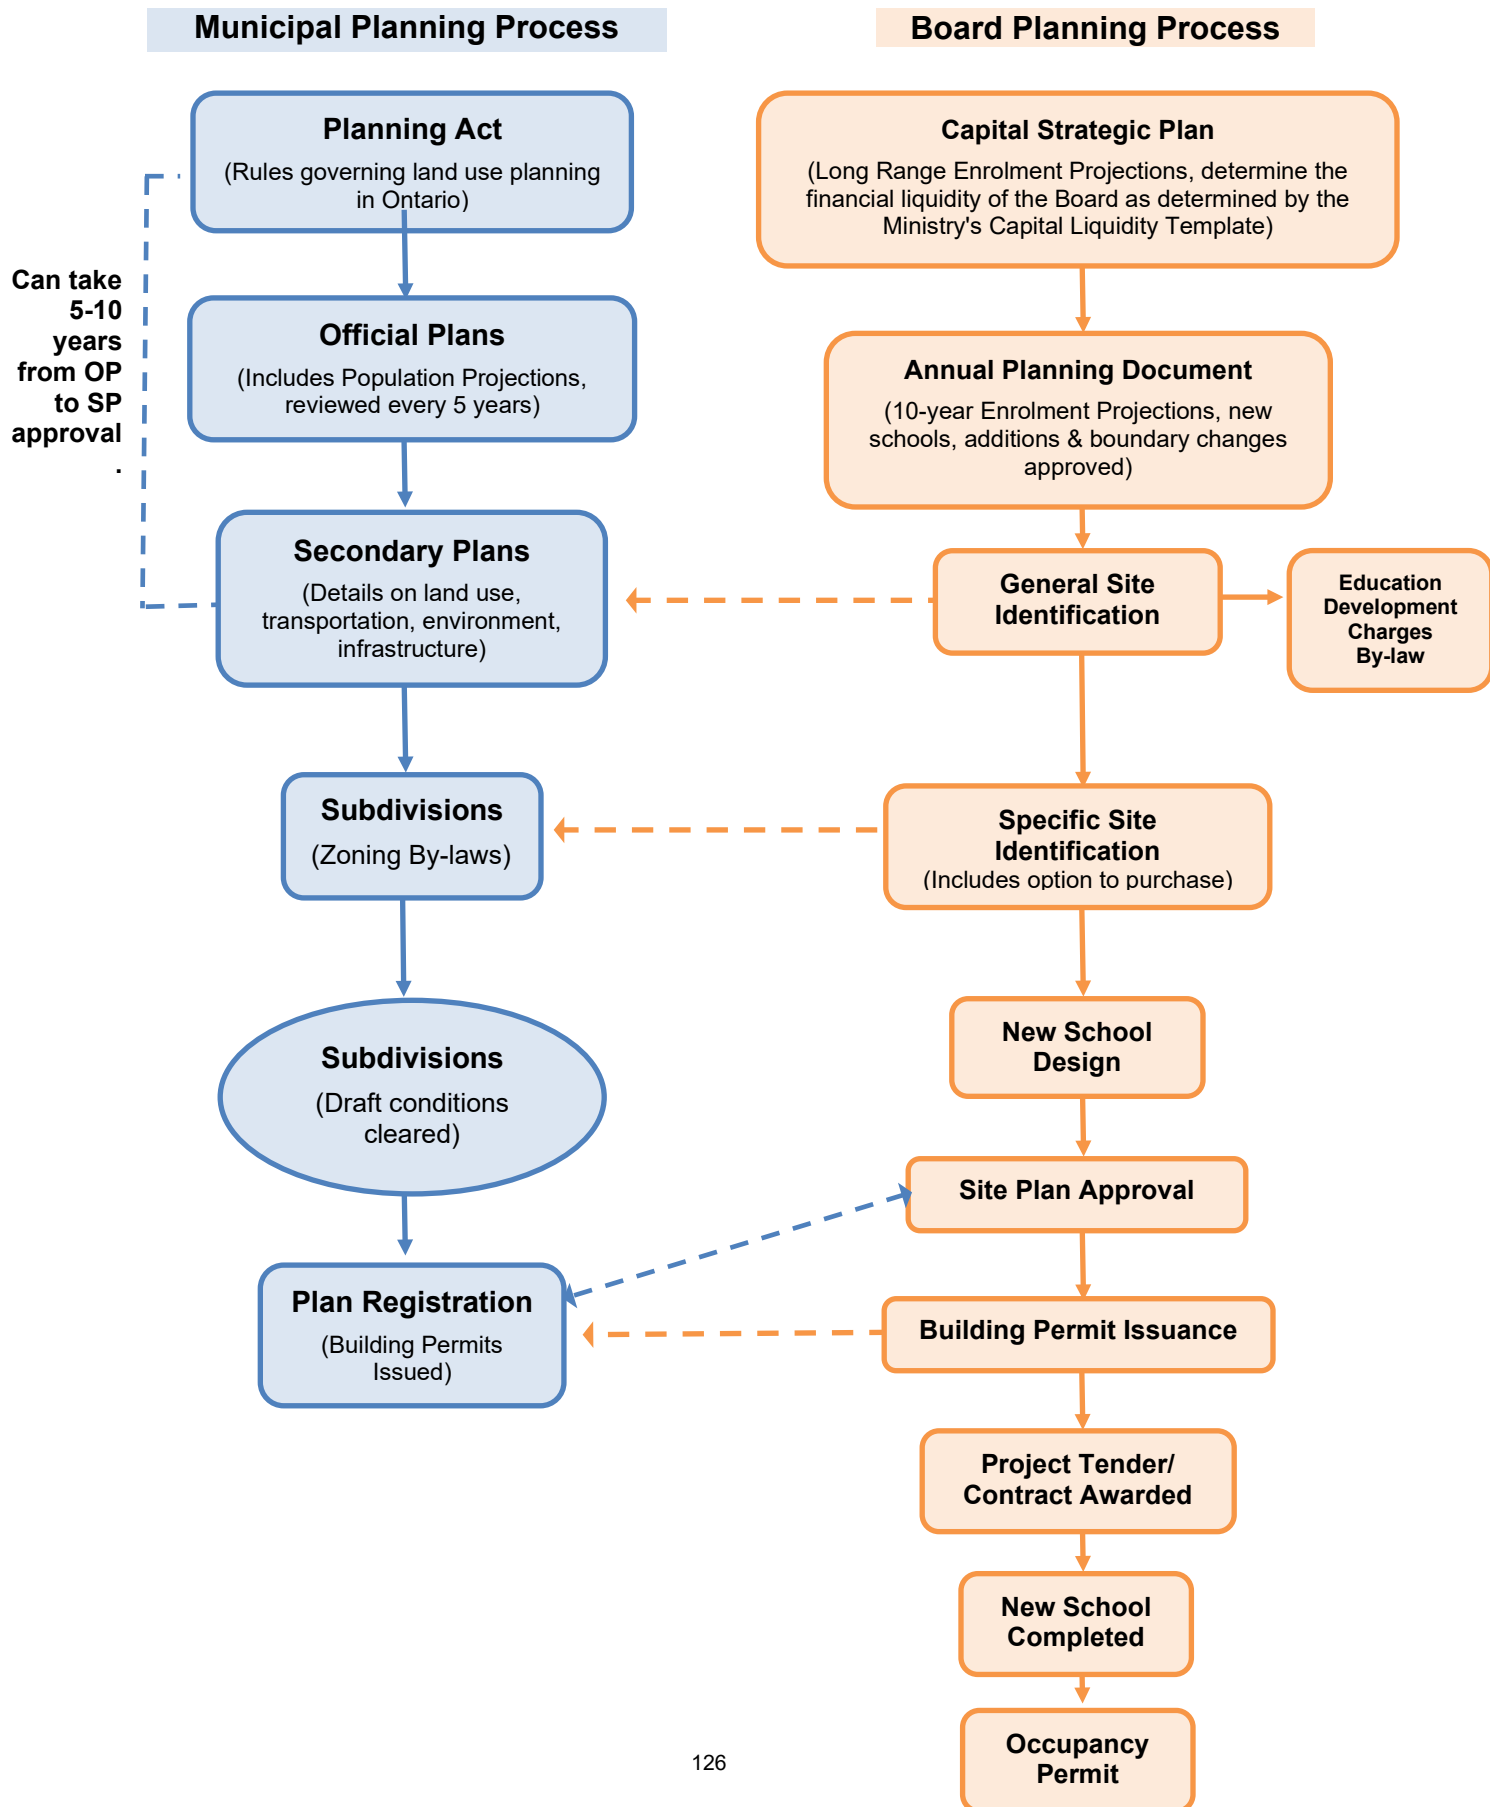 Municipal Planning Process
Planning Act
(Rules governing land use planning
in Ontario)
Can take
5-10
years
from OP
to SP
approval
.
Official Plans
(Includes Population Projections,
reviewed every 5 years)
Secondary Plans
(Details on land use,
transportation, environment,
infrastructure)
Subdivisions
(Zoning By-laws)
Subdivisions
(Draft conditions
cleared)
Plan Registration
(Building Permits
Issued)
Board Planning Process
Capital Strategic Plan
(Long Range Enrolment Projections, determine the
financial liquidity of the Board as determined by the
Ministry's Capital Liquidity Template)
Annual Planning Document
(10-year Enrolment Projections, new
schools, additions & boundary changes
approved)
General Site
Identification
Education
Development
Charges
By-law
Specific Site
Identification
(Includes option to purchase)
New School
Design
Site Plan Approval
Building Permit Issuance
Project Tender/
Contract Awarded
New School
Completed
Occupancy
Permit
126